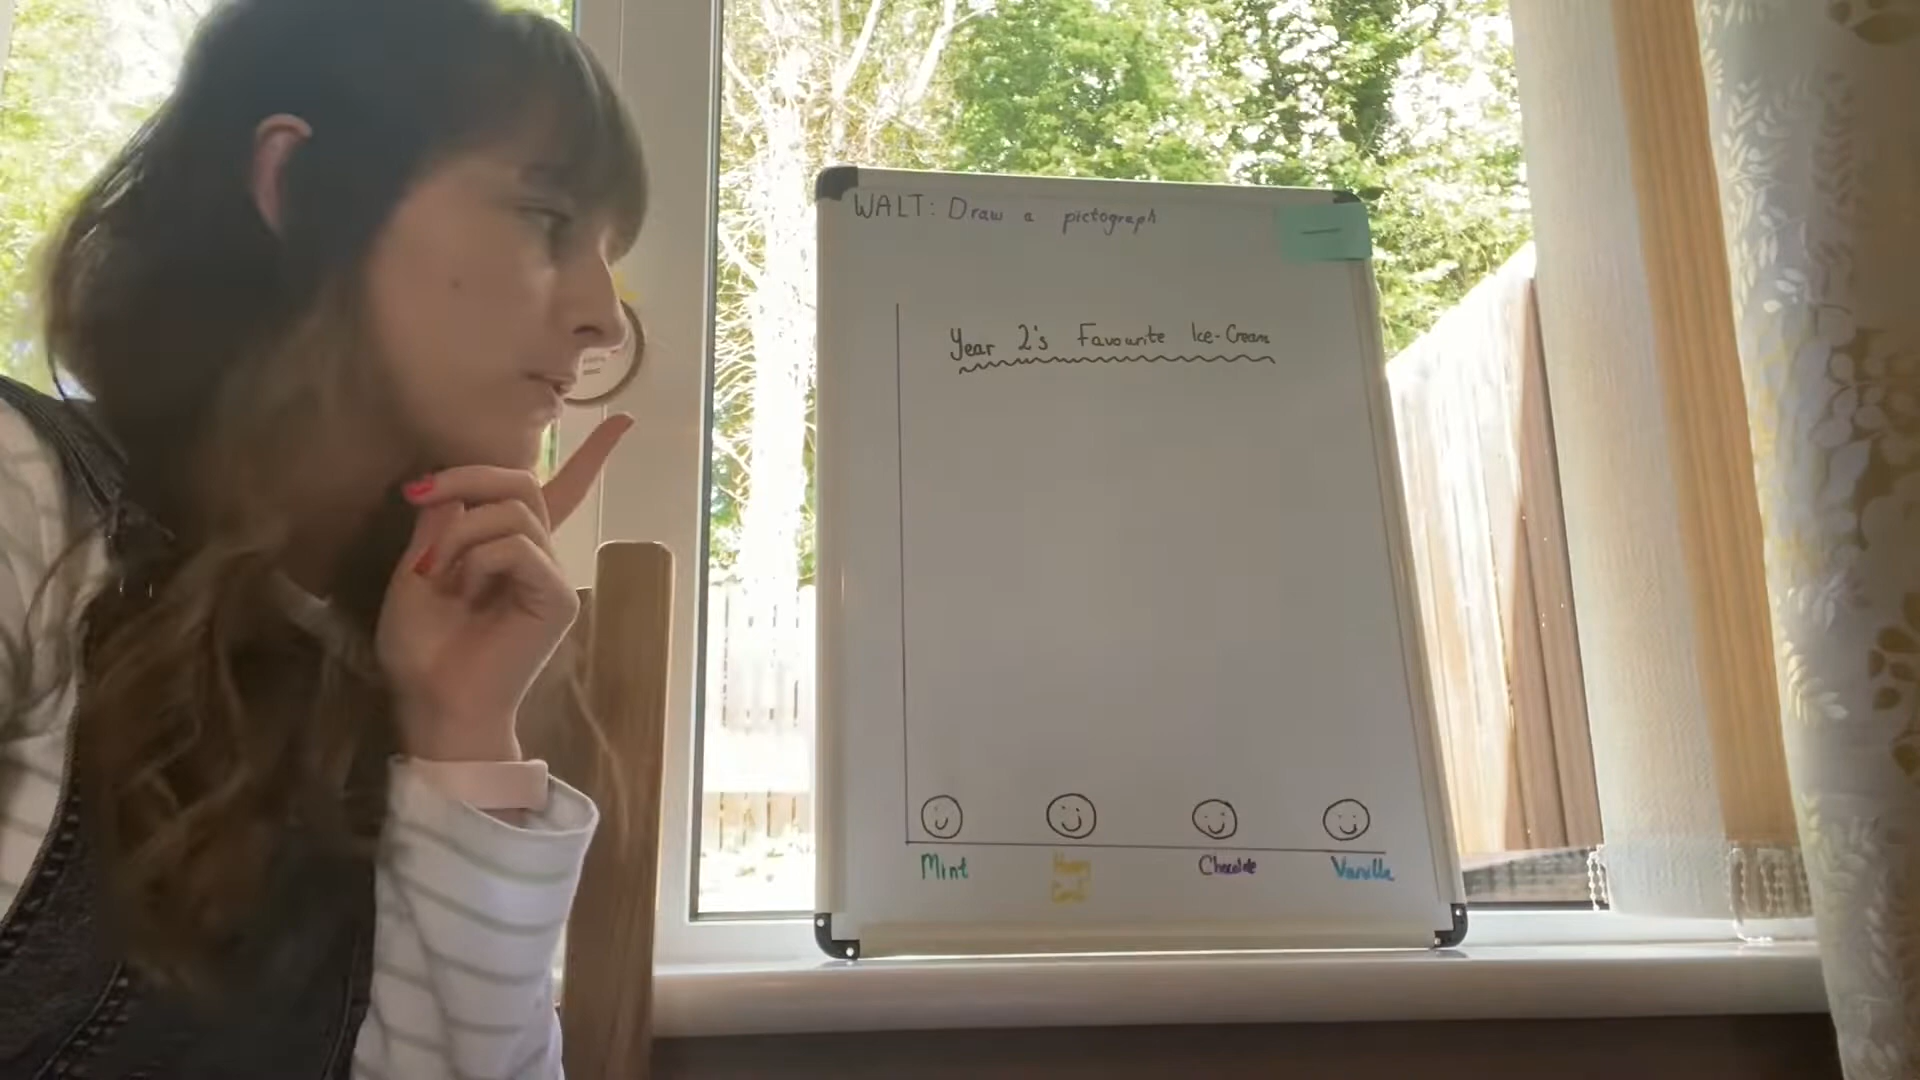 WALT: Draw a pictograph
Year 2's Favourite Ice-Cream
Mint Chocolate Vanilla